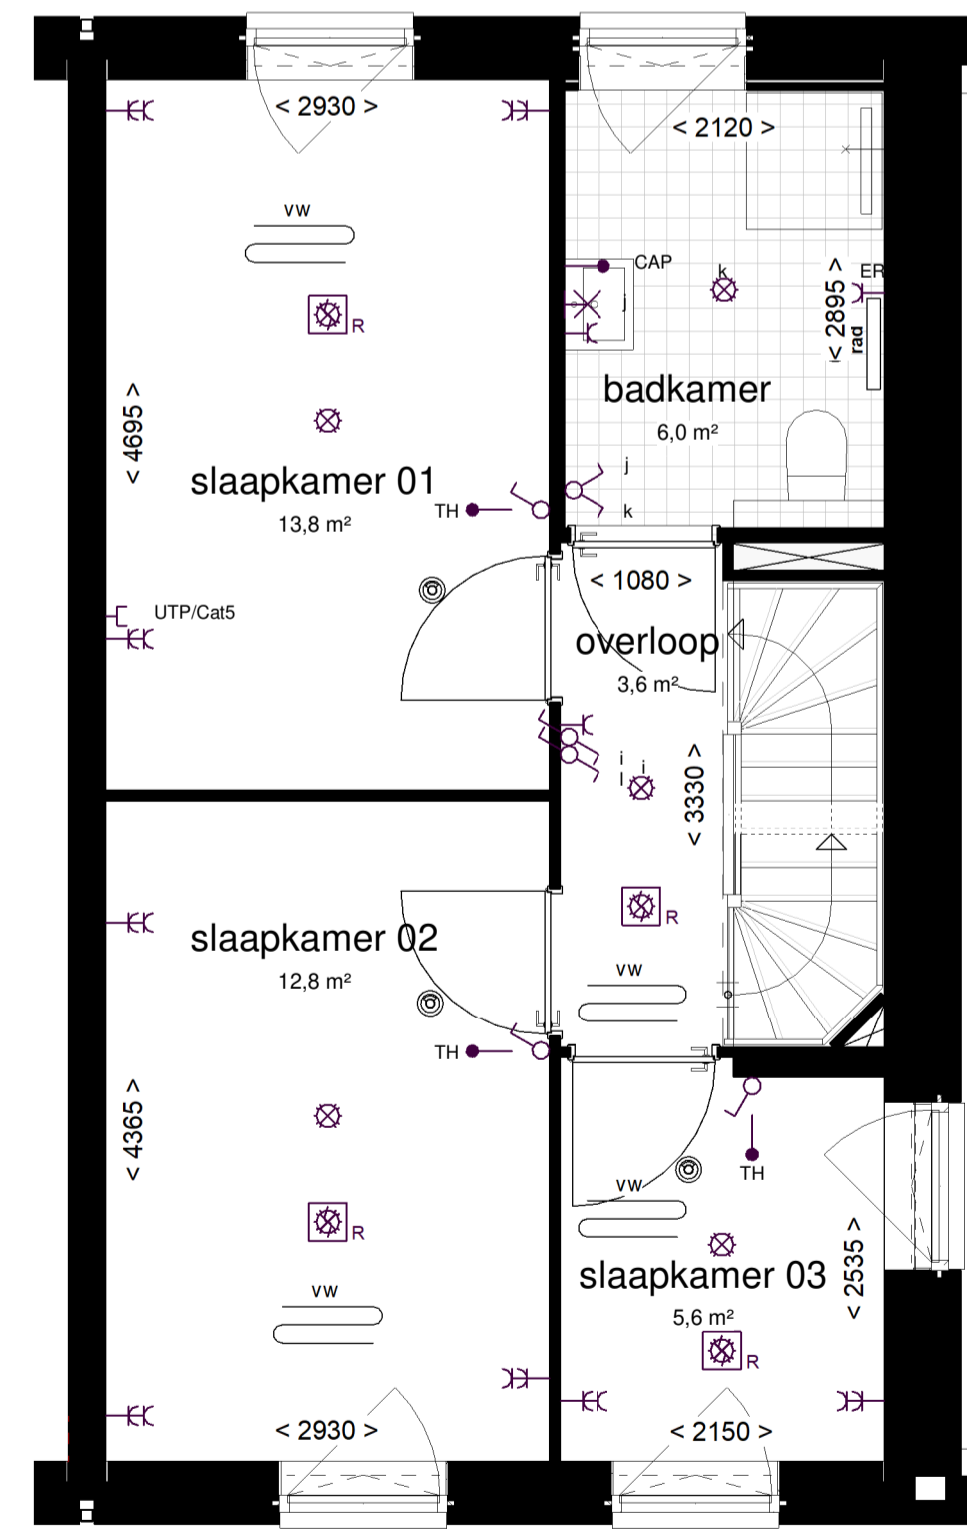 < 2930 >
< 2120 >
vw
CAP
k
ER
j
< 2895 >
rad
R
badkamer
6,0 m²
< 4695 >
slaapkamer 01
13,8 m²
TH
j
k
< 1080 >
UTP/Cat5
overloop
3,6 m²
i
i
l
< 3330 >
R
slaapkamer 02
12,8 m²
vw
TH
< 4365 >
TH
vw
R
< 2535 >
slaapkamer 03
5,6 m²
vw
R
< 2930 >
< 2150 >